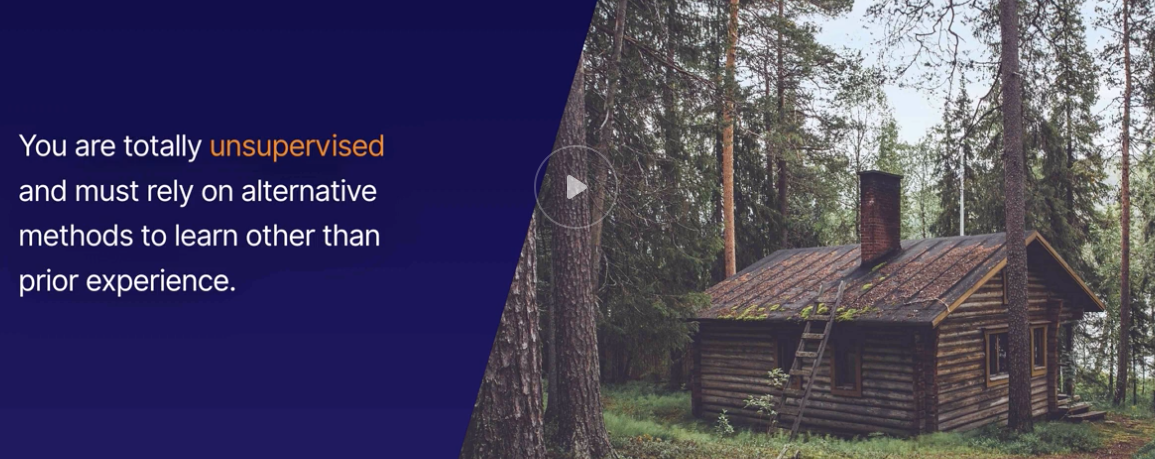 You are totally unsupervised
and must rely on alternative
methods to learn other than
prior experience.